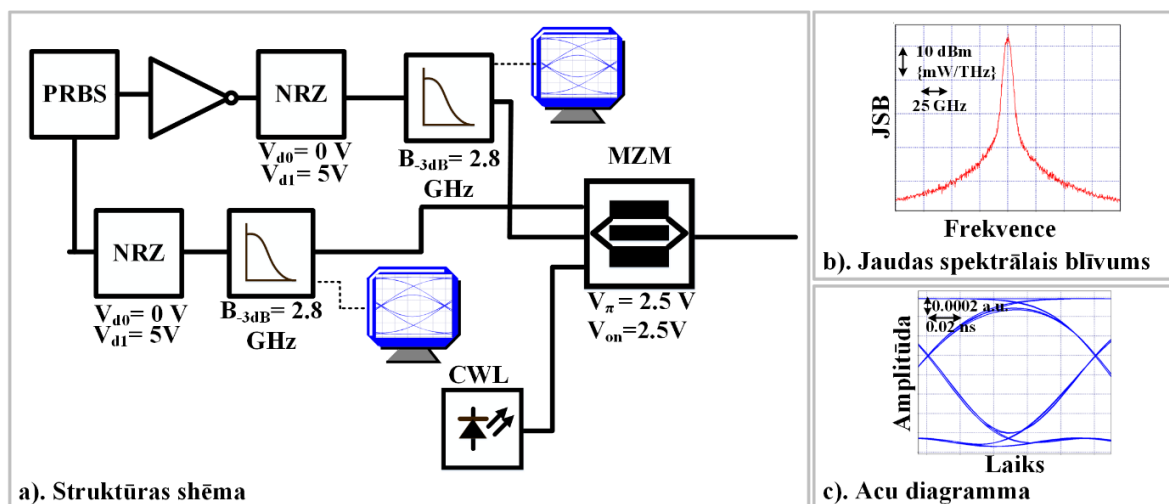 PRBS
NRZ
V_d0= 0 V
V_d1= 5V
B_-3dB= 2.8
GHz
MZM
V_π = 2.5 V
V_on=2.5V
NRZ
V_d0= 0 V
V_d1= 5V
B_-3dB= 2.8
GHz
CWL
a). Struktūras shēma
10 dBm
{mW/THz}
25 GHz
JSB
Frekvence
b). Jaudas spektrālais blīvums
0.0002 a.u.
0.02 ns
Amplitūda
Laiks
c). Acu diagramma